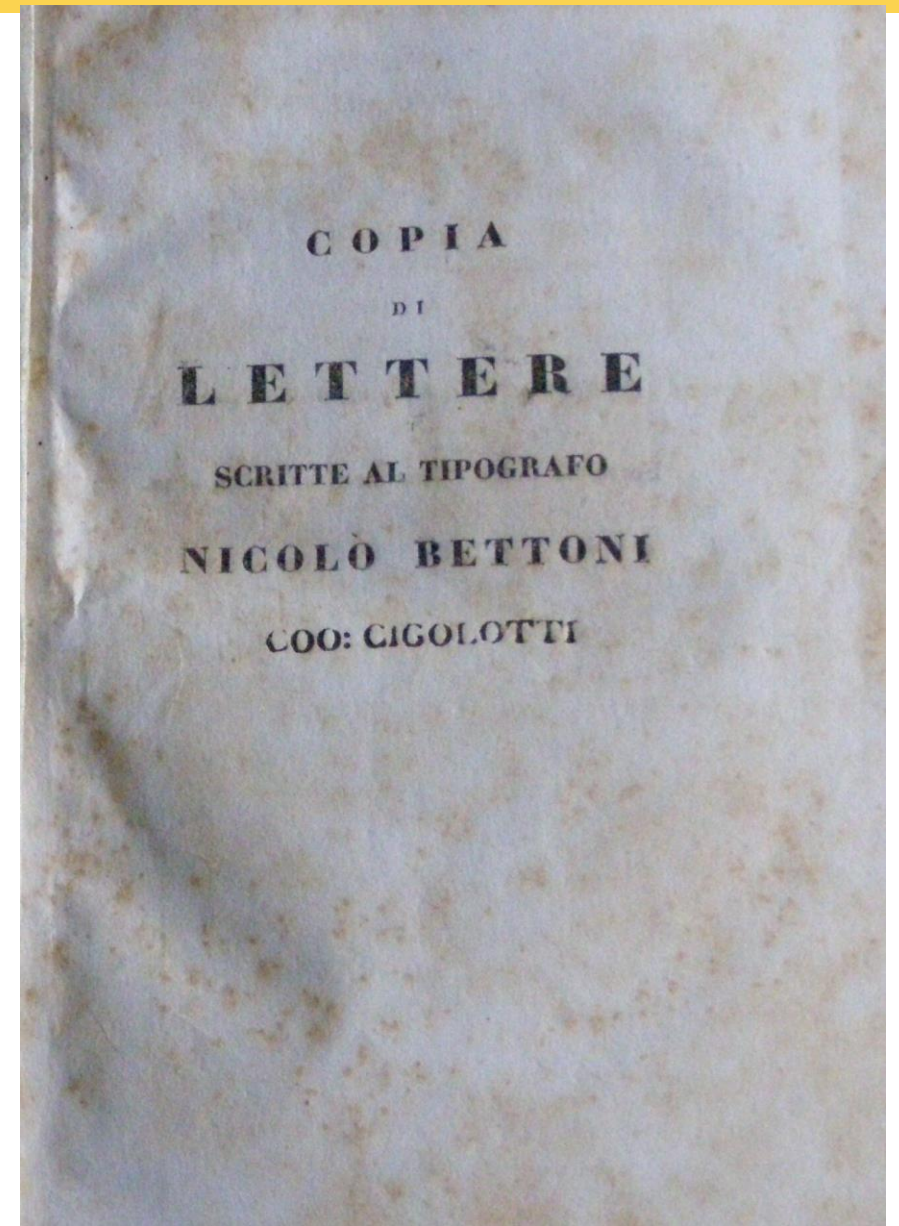 COPIA
DI
LETTERE
SCRITTE AL TIPOGRAFO
NICOLÒ BETTONI
COO: CIGOLOTTI